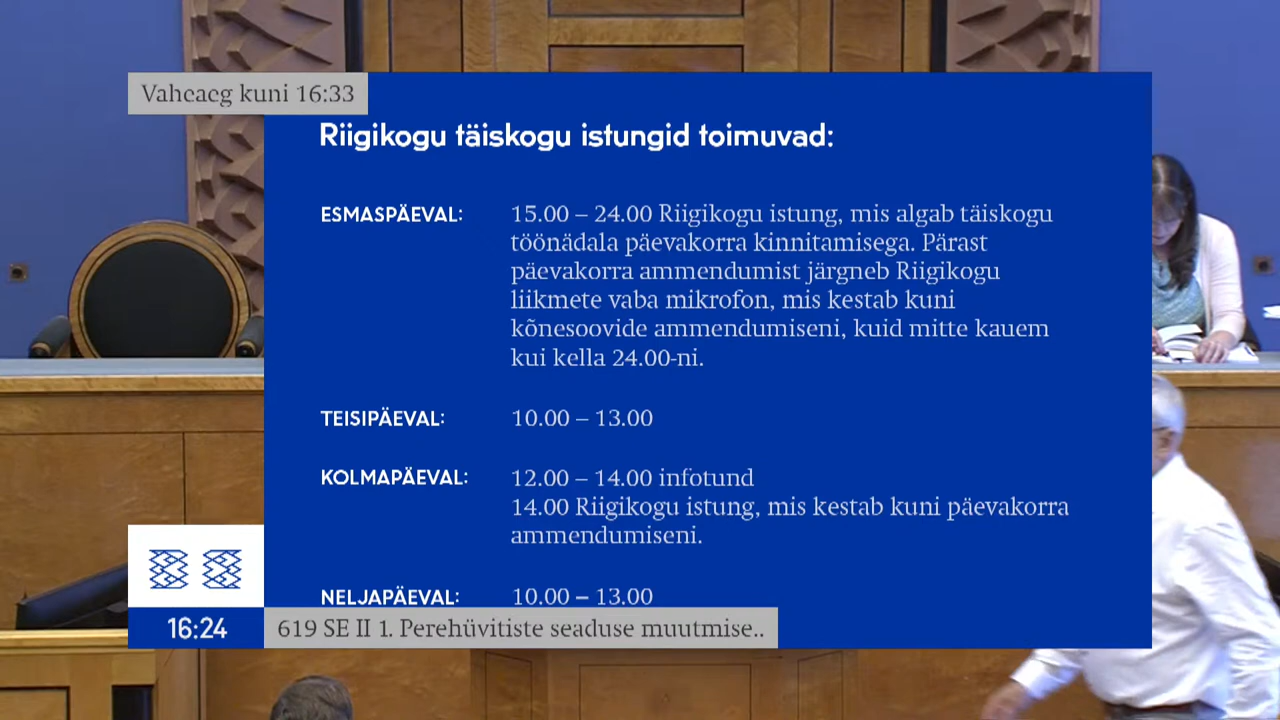 Vaheaeg kuni 16:33
Riigikogu täiskogu istungid toimuvad:
ESMASPÄEVAL:
15.00 – 24.00 Riigikogu istung, mis algab täiskogu
töönädala päevakorra kinnitamisega. Pärast
päevakorra ammendumist järgneb Riigikogu
liikmete vaba mikrofon, mis kestab kuni
kõnesoovide ammendumiseni, kuid mitte kauem
kui kella 24.00-ni.
TEISIPÄEVAL:
10.00 – 13.00
KOLMAPÄEVAL:
12.00 – 14.00 infotund
14.00 Riigikogu istung, mis kestab kuni päevakorra
ammendumiseni.
NELJAPÄEVAL:
10.00 – 13.00
16:24
619 SE II 1. Perehüvitiste seaduse muutmise..